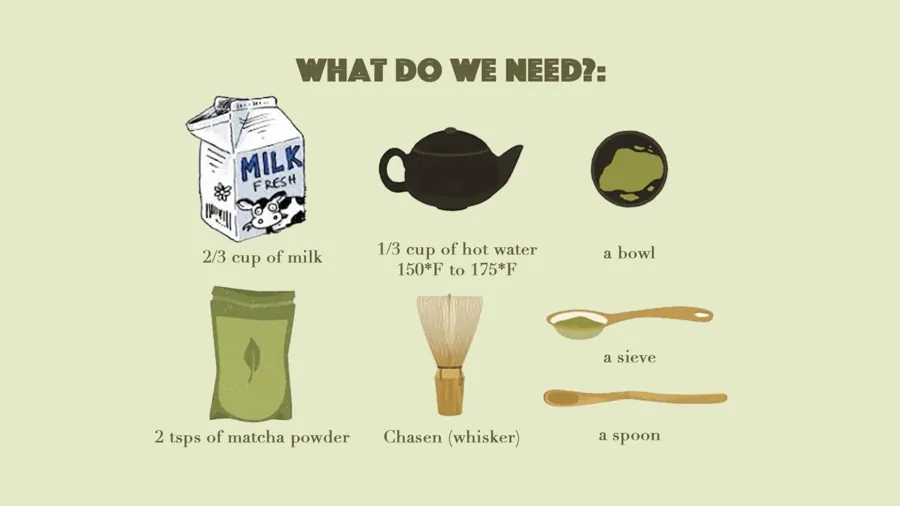 WHAT DO WE NEED?:
MILK
FRESH
2/3 cup of milk
1/3 cup of hot water
150*F to 175*F
a bowl
2 tsps of matcha powder
Chasen (whisker)
a sieve
a spoon